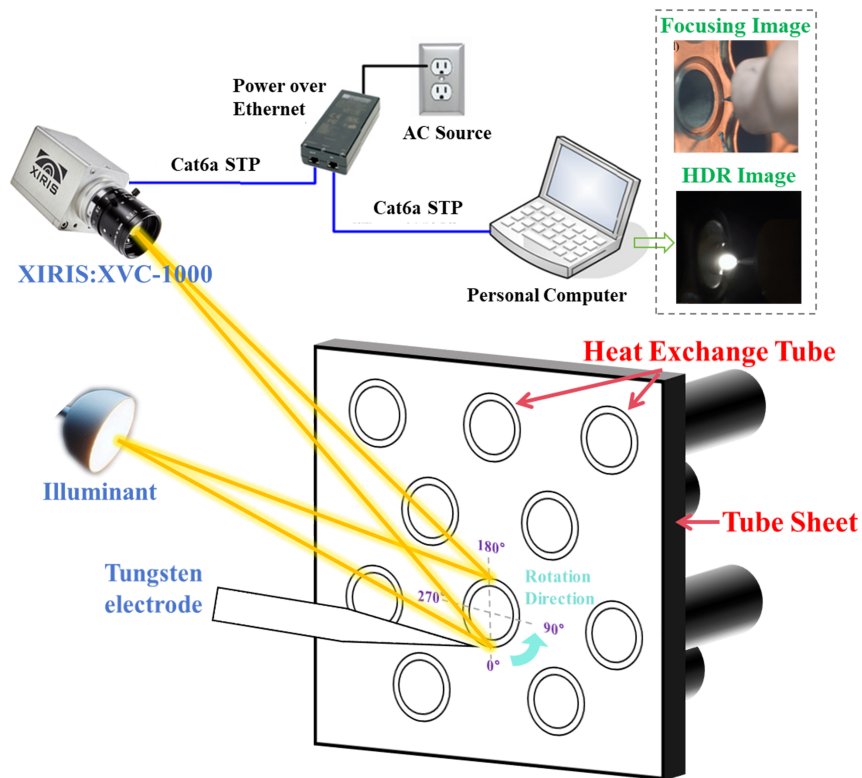 Focusing Image
Power over
Ethernet
AC Source
XIRIS
Cat6a STP
HDR Image
Cat6a STP
XIRIS:XVC-1000
Personal Computer
Heat Exchange Tube
Illuminant
Tube Sheet
180°
Tungsten
electrode
Rotation
Direction
270°
90°
0°